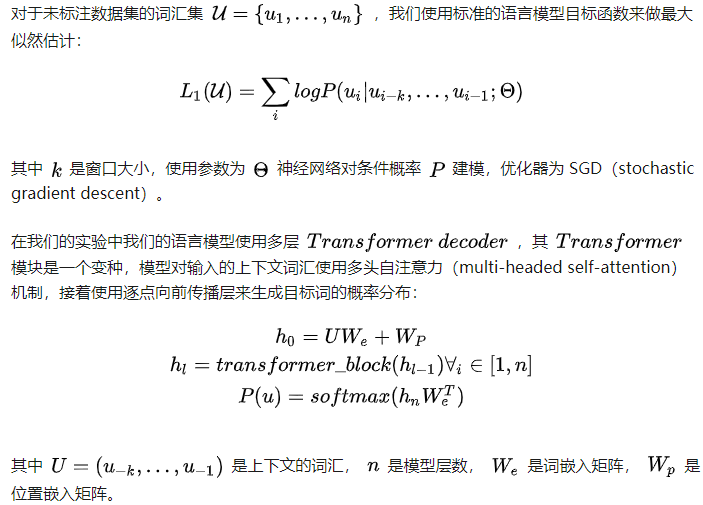 对于未标注数据集的词汇集 $\mathcal{U} = \{u_1, \ldots, u_n\}$ ，我们使用标准的语言模型目标函数来做最大
似然估计：
$L_1(\mathcal{U}) = \sum_i logP(u_i|u_{i-k}, \ldots, u_{i-1}; \Theta)$
其中 $k$ 是窗口大小，使用参数为 $\Theta$ 神经网络对条件概率 $P$ 建模，优化器为 SGD（stochastic
gradient descent）。
在我们的实验中我们的语言模型使用多层 $Transformer\ decoder$ ，其 $Transformer$
模块是一个变种，模型对输入的上下文词汇使用多头自注意力（multi-headed self-attention）
机制，接着使用逐点向前传播层来生成目标词的概率分布：
$h_0 = UW_e + W_P$
$h_l = transformer\_block(h_{l-1}) \forall_i \in [1, n]$
$P(u) = softmax(h_n W_e^T)$
其中 $U = (u_{-k}, \ldots, u_{-1})$ 是上下文的词汇， $n$ 是模型层数， $W_e$ 是词嵌入矩阵， $W_p$ 是
位置嵌入矩阵。